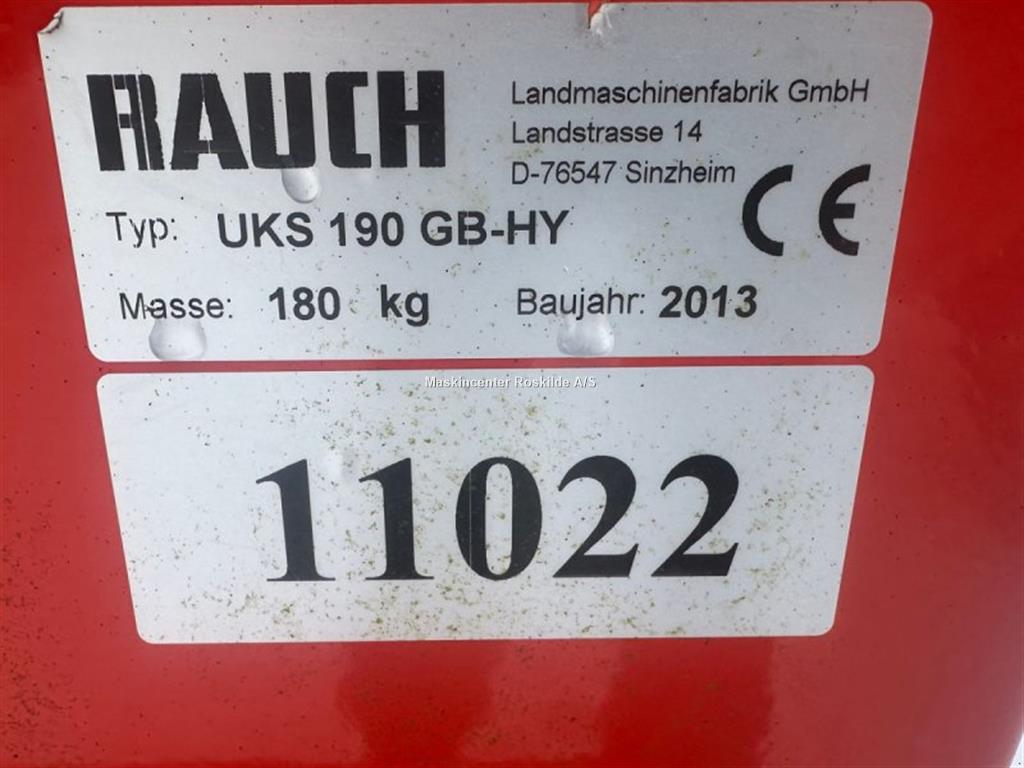 RAUCH
Landmaschinenfabrik GmbH
Landstrasse 14
D-76547 Sinzheim
CE
Typ: UKS 190 GB-HY
Masse: 180 kg Baujahr: 2013
Maskincenter Roskilde A/S
11022